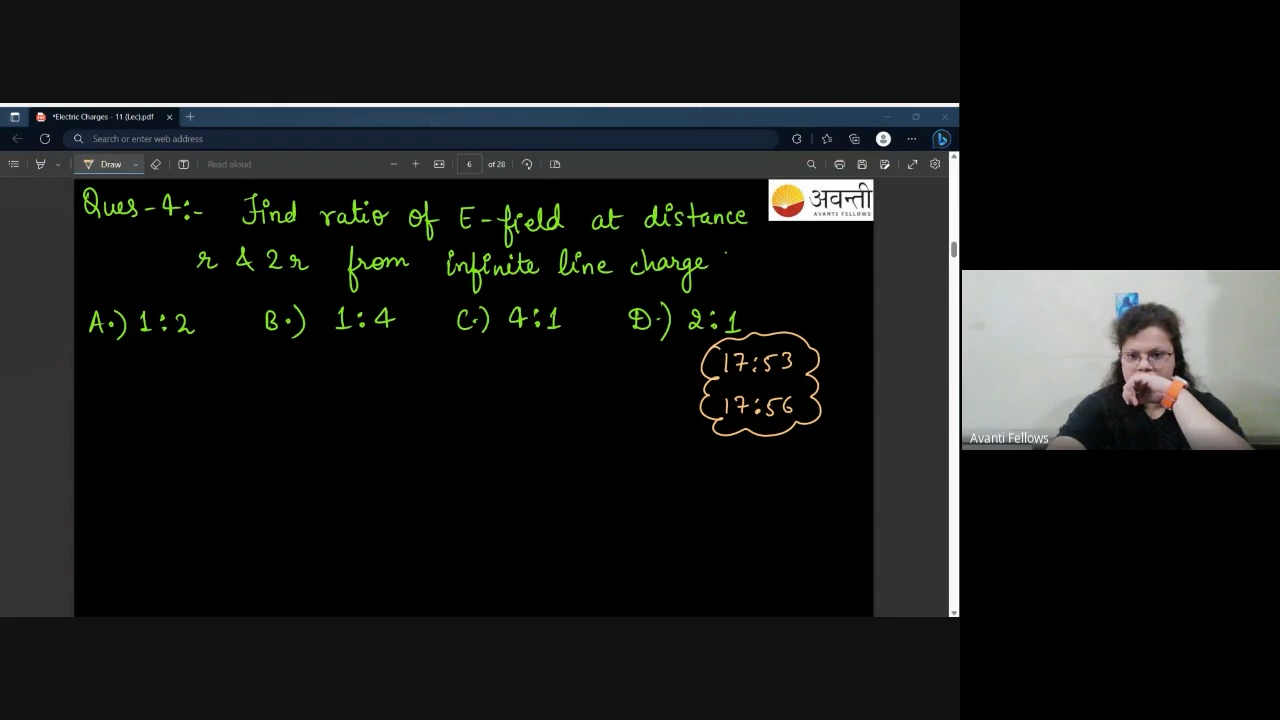 *Electric Charges - 11 (Lec).pdf
Search or enter web address
Draw
Read aloud
6 of 28
Ques-4:- Find ratio of E-field at distance
r & 2r from infinite line charge
A.) 1:2 B.) 1:4 C.) 4:1 D.) 2:1
17:53
17:56
अवन्ती
AVANTI FELLOWS
Avanti Fellows